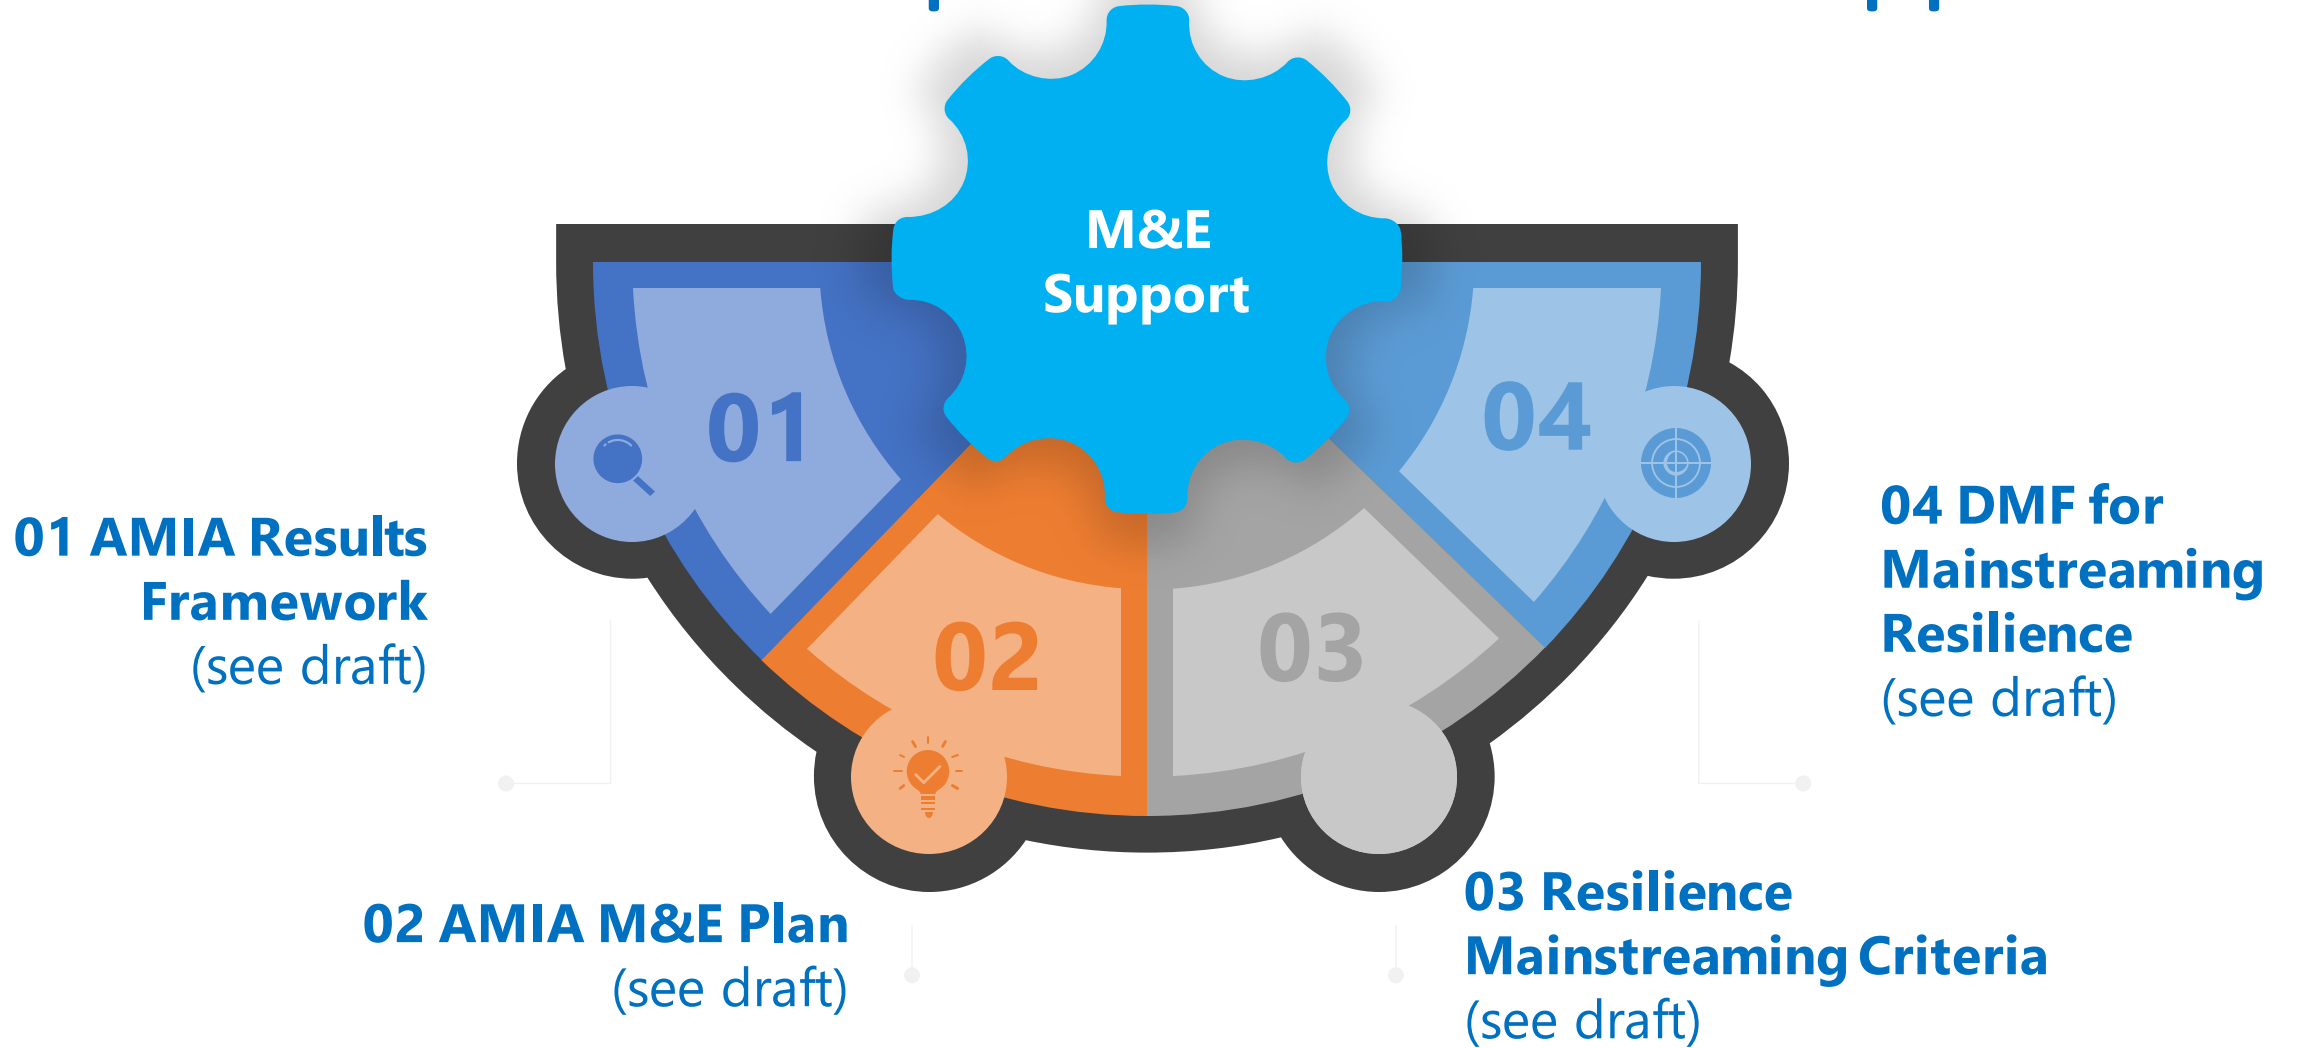 M&E
Support
01
04
02
03
01 AMIA Results
Framework
(see draft)
02 AMIA M&E Plan
(see draft)
03 Resilience
Mainstreaming Criteria
(see draft)
04 DMF for
Mainstreaming
Resilience
(see draft)